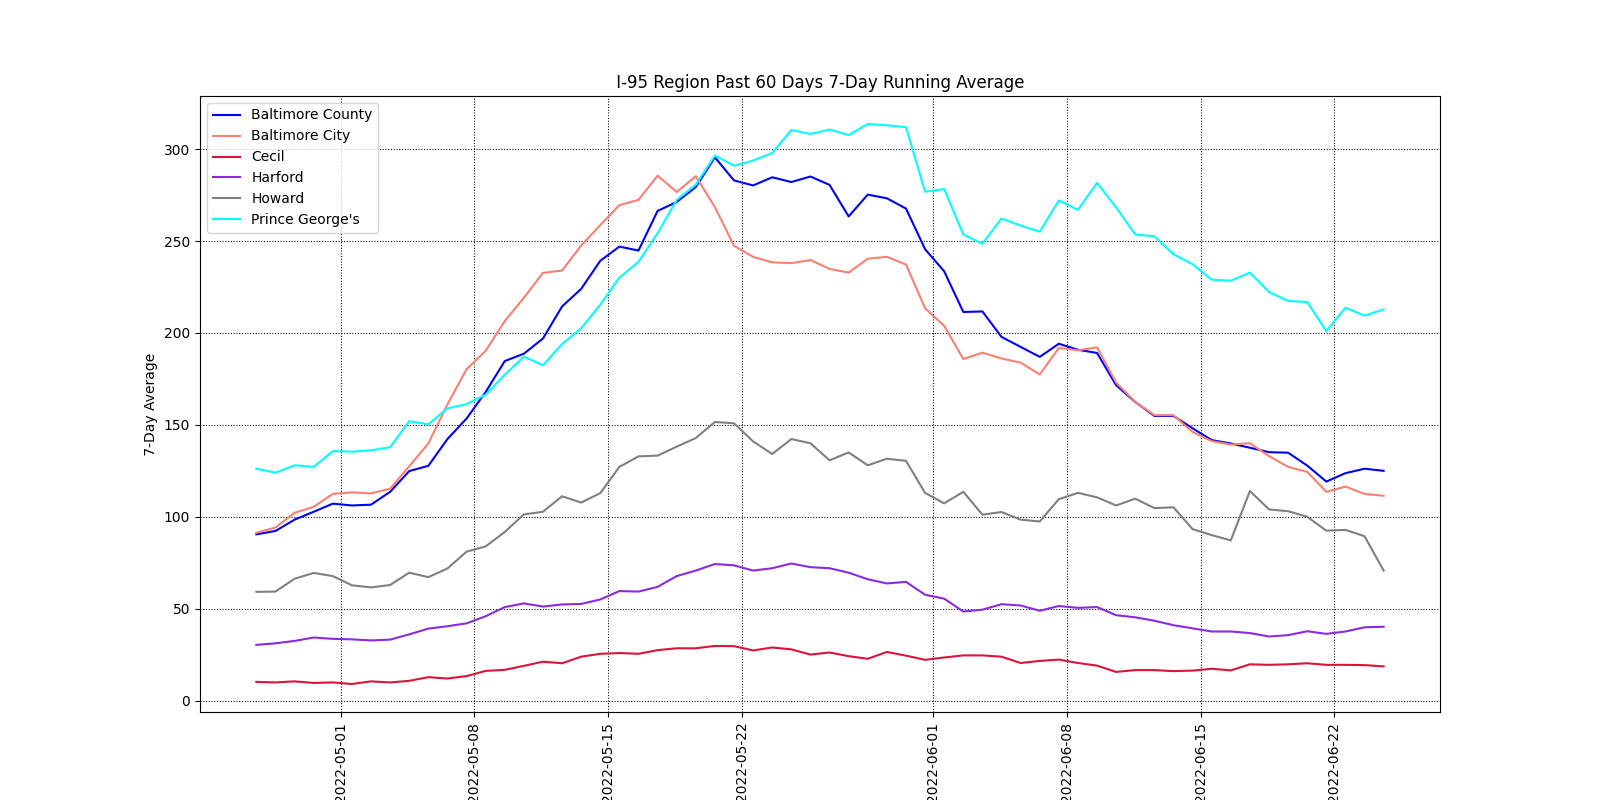 I-95 Region Past 60 Days 7-Day Running Average
Baltimore County
Baltimore City
Cecil
Harford
Howard
Prince George's
7-Day Average
300
250
200
150
100
50
0
2022-05-01
2022-05-08
2022-05-15
2022-05-22
2022-06-01
2022-06-08
2022-06-15
2022-06-22